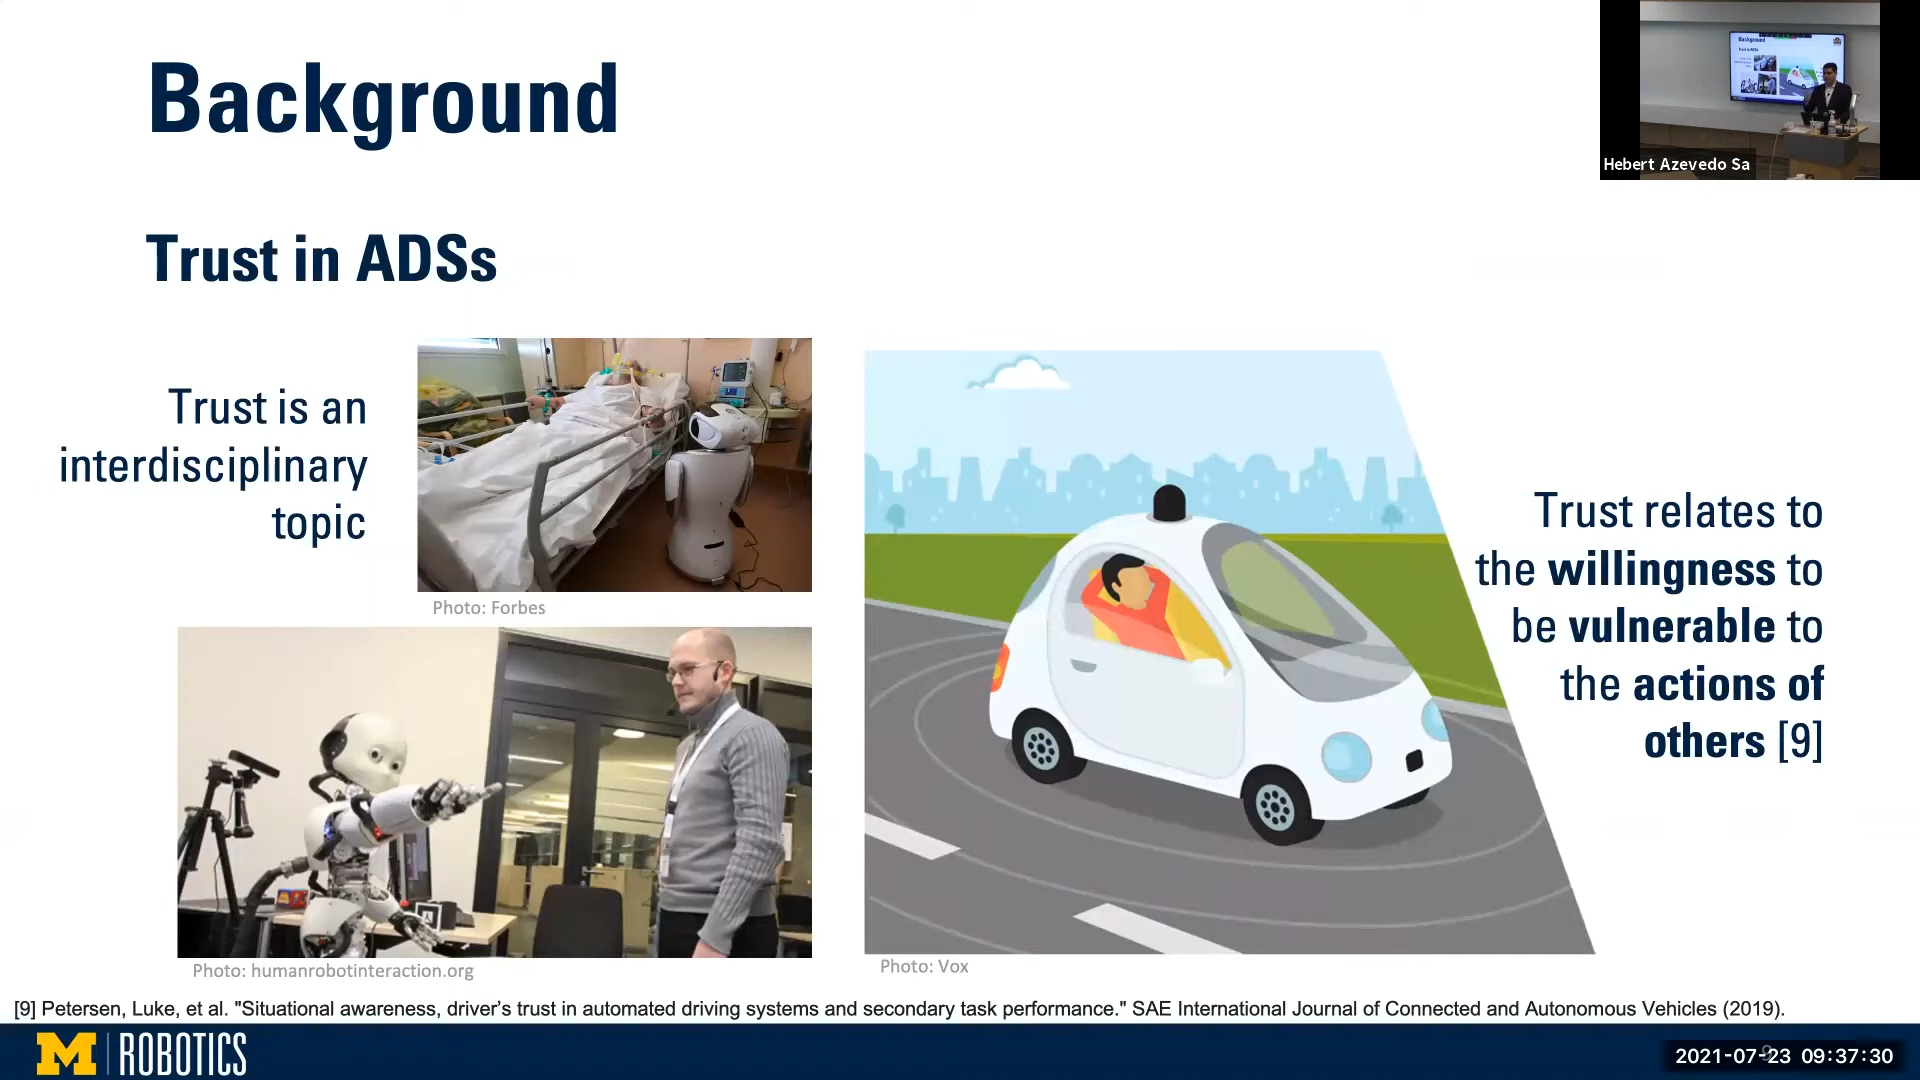 Background
Hebert Azevedo Sa
Trust in ADSs
Trust is an
interdisciplinary
topic
Photo: Forbes
Photo: humanrobotinteraction.org
Photo: Vox
Trust relates to
the willingness to
be vulnerable to
the actions of
others [9]
[9] Petersen, Luke, et al. "Situational awareness, driver’s trust in automated driving systems and secondary task performance." SAE International Journal of Connected and Autonomous Vehicles (2019).
M ROBOTICS
2021-07-23 09:37:30